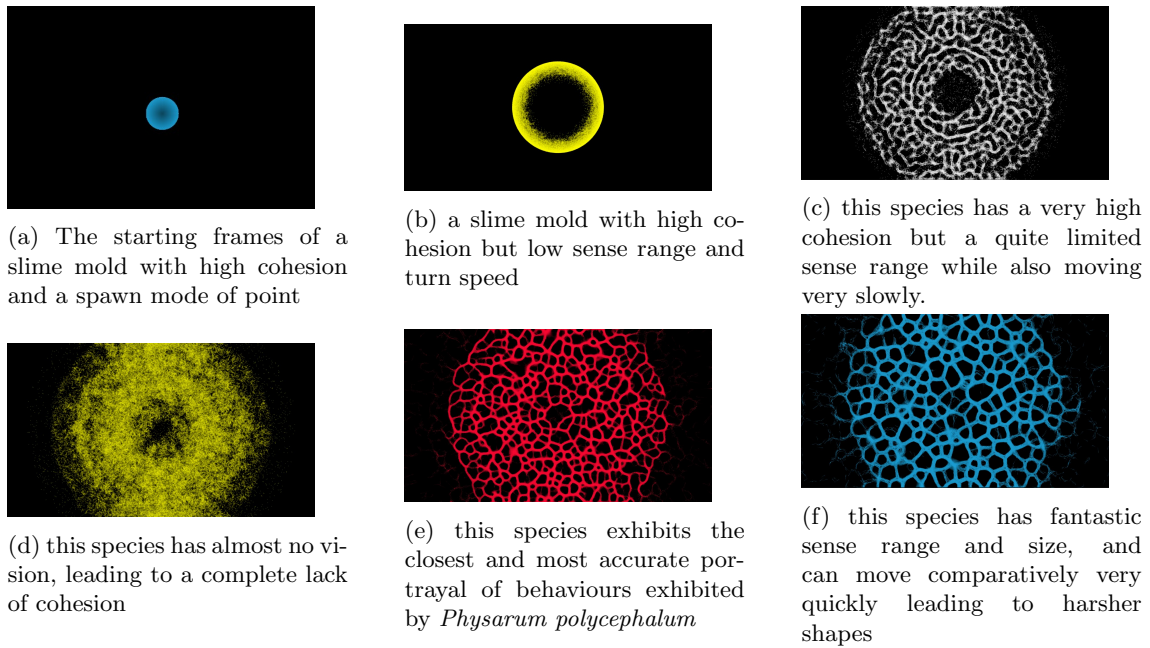 (a) The starting frames of a
slime mold with high cohesion
and a spawn mode of point
(b) a slime mold with high co-
hesion but low sense range and
turn speed
(c) this species has a very high
cohesion but a quite limited
sense range while also moving
very slowly.
(d) this species has almost no vi-
sion, leading to a complete lack
of cohesion
(e) this species exhibits the
closest and most accurate por-
trayal of behaviours exhibited
by Physarum polycephalum
(f) this species has fantastic
sense range and size, and
can move comparatively very
quickly leading to harsher
shapes